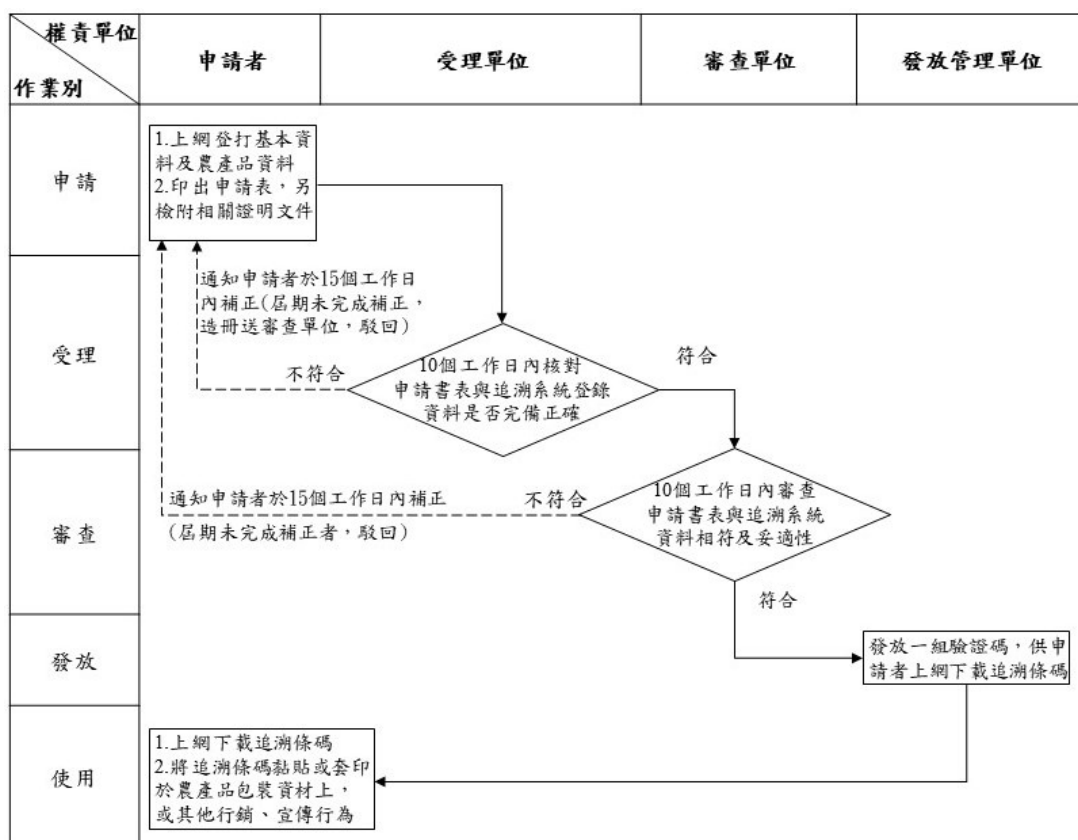 權責單位
作業別
申請者
受理單位
審查單位
發放管理單位
申請
1.上網登打基本資
料及農產品資料
2.印出申請表，另
檢附相關證明文件
受理
通知申請者於15個工作日
內補正(屆期未完成補正，
造冊送審查單位，駁回)
不符合
10個工作日內核對
申請書表與追溯系統登錄
資料是否完備正確
符合
審查
通知申請者於15個工作日內補正
(屆期未完成補正者，駁回)
不符合
10個工作日內審查
申請書表與追溯系統
資料相符及妥適性
符合
發放
發放一組驗證碼，供申
請者上網下載追溯條碼
使用
1.上網下載追溯條碼
2.將追溯條碼黏貼或套印
於農產品包裝資材上，
或其他行銷、宣傳行為